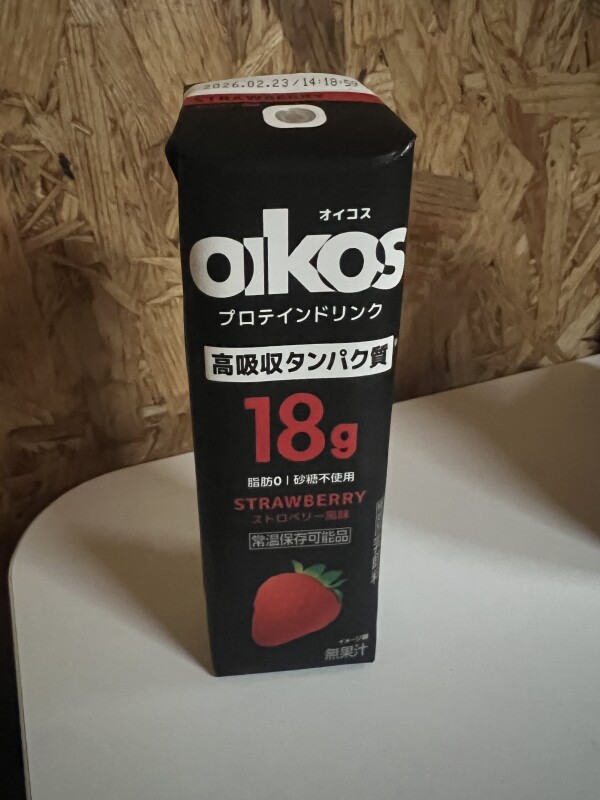 2026.02.23/14:18:59
STRAWBERRY
オイコス
oikos
プロテインドリンク
高吸収タンパク質
18g
脂肪0 | 砂糖不使用
STRAWBERRY
ストロベリー風味
常温保存可能品
イメージ図
無果汁